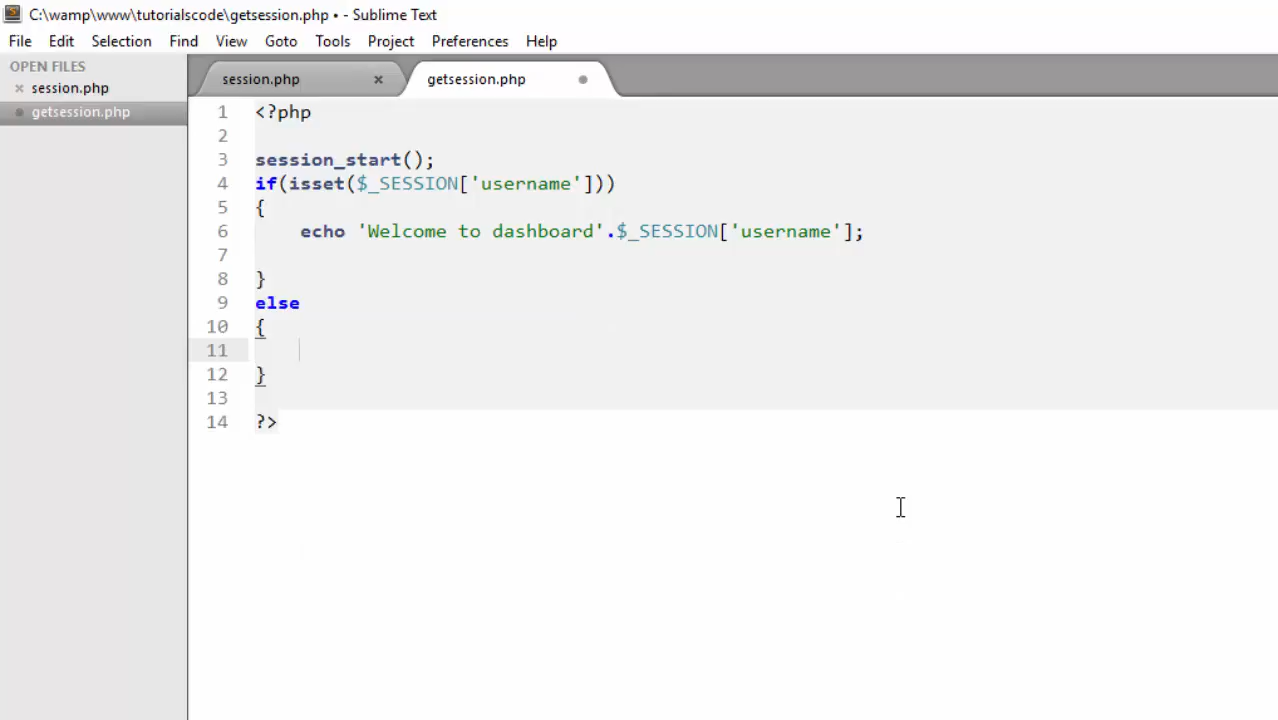 C:\wamp\www\tutorialscode\getsession.php • - Sublime Text
File Edit Selection Find View Goto Tools Project Preferences Help
OPEN FILES
session.php
getsession.php
session.php × getsession.php
1 <?php
2
3 session_start();
4 if(isset($_SESSION['username']))
5 {
6 echo 'Welcome to dashboard'.$_SESSION['username'];
7
8 }
9 else
10 {
11
12 }
13
14 ?>